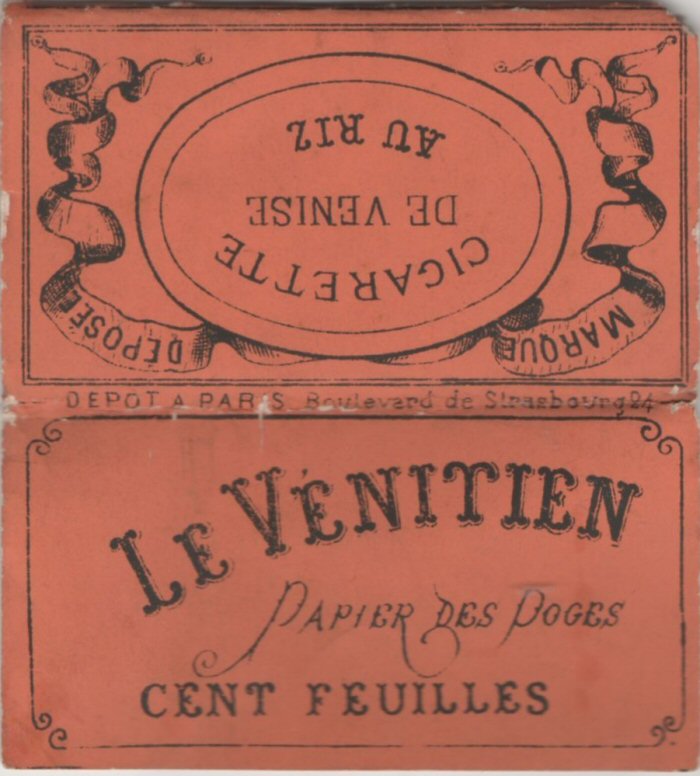 CIGARETTE
DE VENISE
AU RIZ
MARQUE DÉPOSÉE
DEPOT A PARIS Boulevard de Strasbourg 24
LE VÉNITIEN
PAPIER DES DOGES
CENT FEUILLES